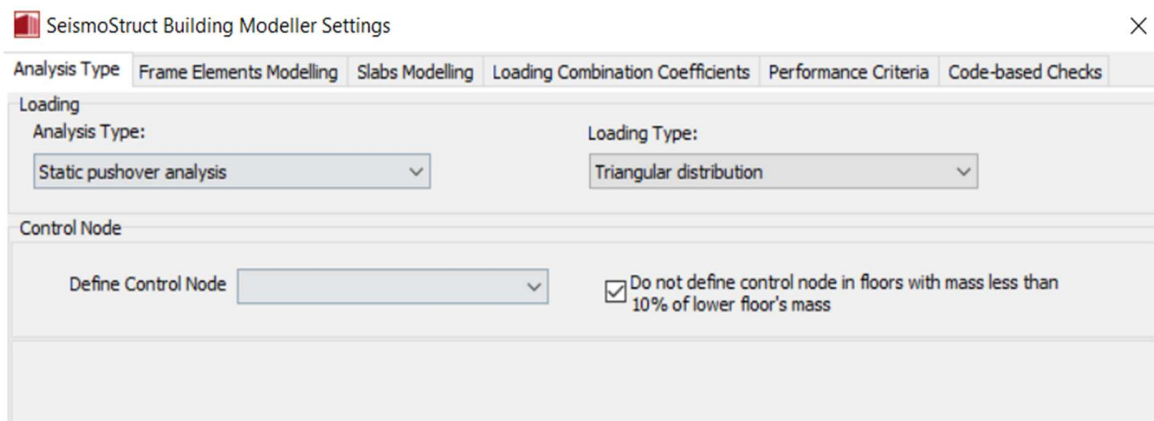 SeismoStruct Building Modeller Settings
Analysis Type Frame Elements Modelling Slabs Modelling Loading Combination Coefficients Performance Criteria Code-based Checks
Loading
Analysis Type: Loading Type:
Static pushover analysis Triangular distribution
Control Node
Define Control Node
Do not define control node in floors with mass less than
10% of lower floor's mass